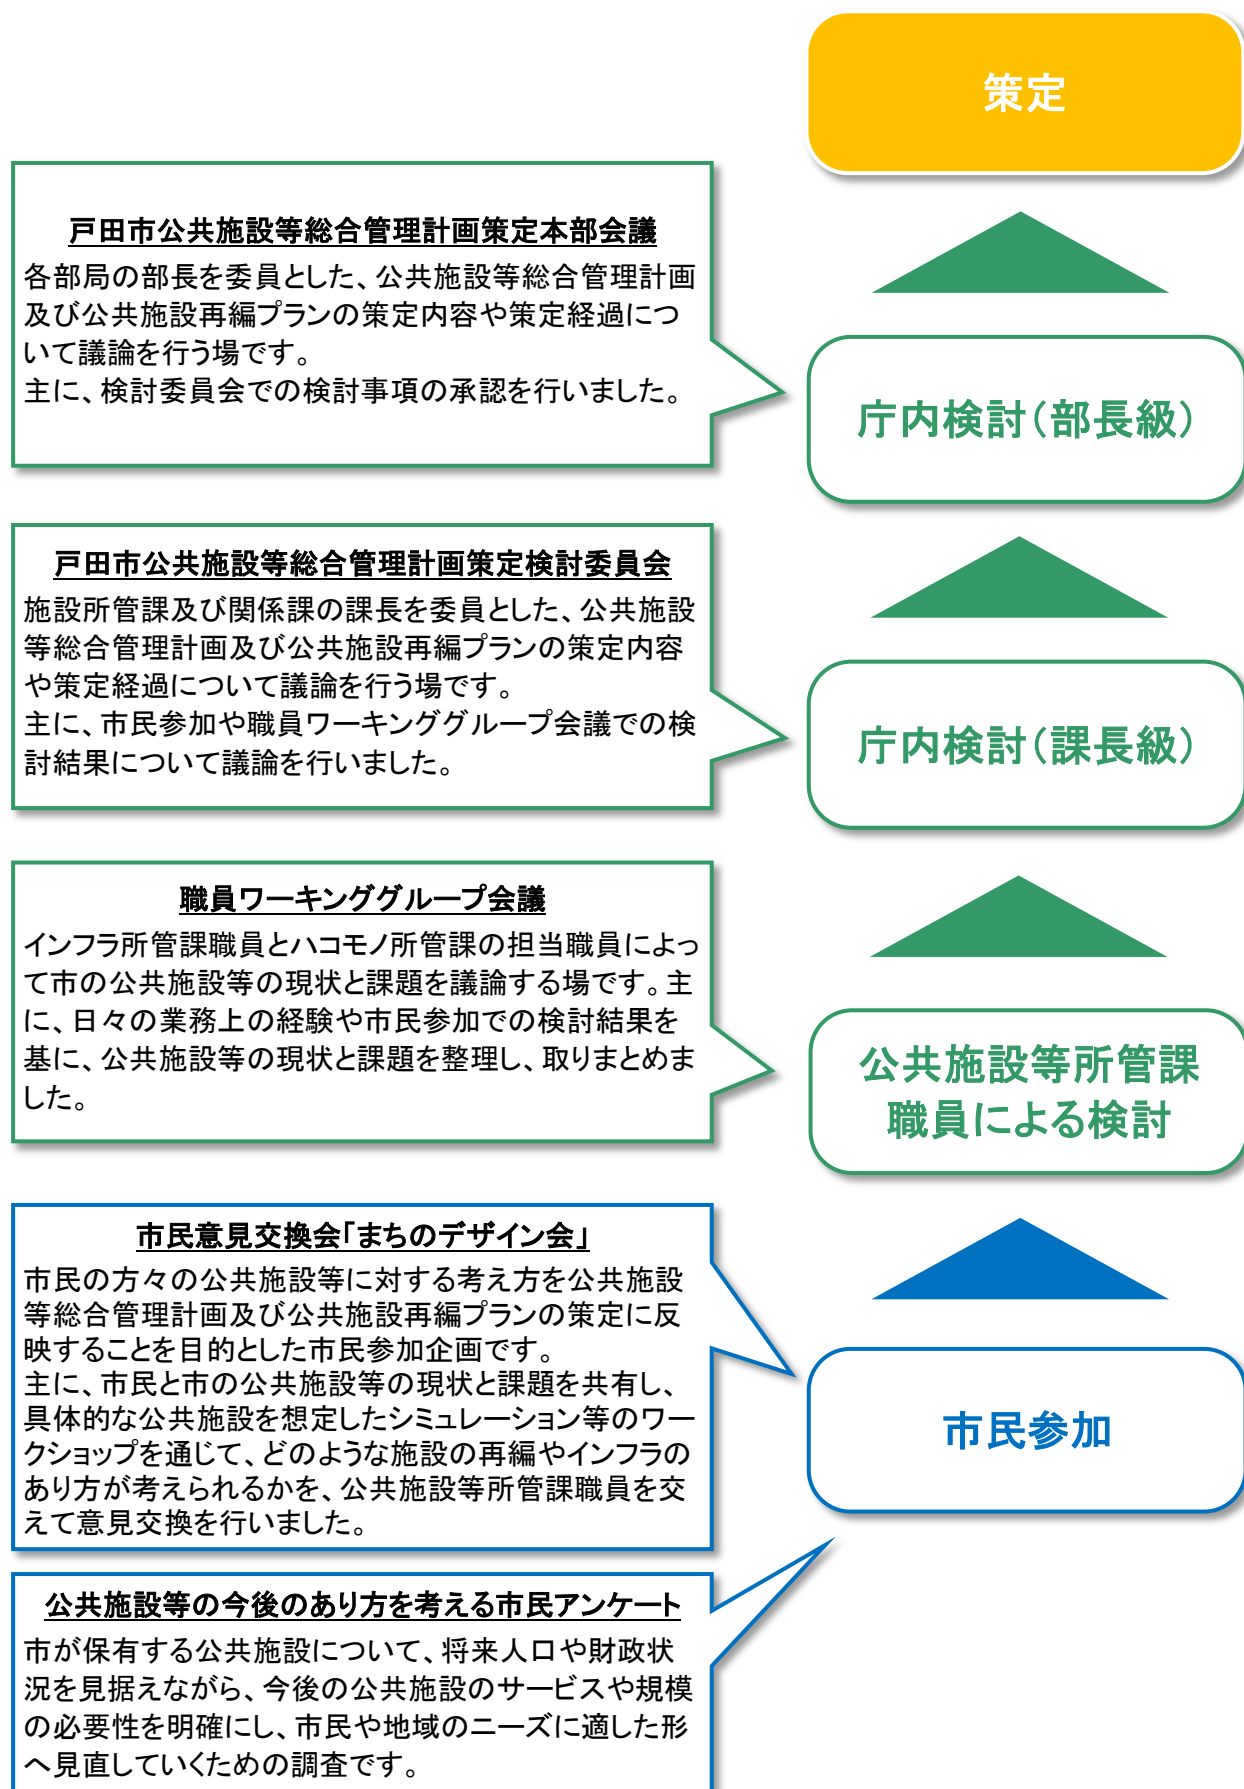 策定
戸田市公共施設等総合管理計画策定本部会議
各部局の部長を委員とした、公共施設等総合管理計画
及び公共施設再編プランの策定内容や策定経過につ
いて議論を行う場です。
主に、検討委員会での検討事項の承認を行いました。
庁内検討（部長級）
戸田市公共施設等総合管理計画策定検討委員会
施設所管課及び関係課の課長を委員とした、公共施設
等総合管理計画及び公共施設再編プランの策定内容
や策定経過について議論を行う場です。
主に、市民参加や職員ワーキンググループ会議での検
討結果について議論を行いました。
庁内検討（課長級）
職員ワーキンググループ会議
インフラ所管課職員とハコモノ所管課の担当職員によっ
て市の公共施設等の現状と課題を議論する場です。主
に、日々の業務上の経験や市民参加での検討結果を
基に、公共施設等の現状と課題を整理し、取りまとめま
した。
公共施設等所管課
職員による検討
市民意見交換会「まちのデザイン会」
市民の方々の公共施設等に対する考え方を公共施設
等総合管理計画及び公共施設再編プランの策定に反
映することを目的とした市民参加企画です。
主に、市民と市の公共施設等の現状と課題を共有し、
具体的な公共施設を想定したシミュレーション等のワー
クショップを通じて、どのような施設の再編やインフラの
あり方が考えられるかを、公共施設等所管課職員を交
えて意見交換を行いました。
市民参加
公共施設等の今後のあり方を考える市民アンケート
市が保有する公共施設について、将来人口や財政状
況を見据えながら、今後の公共施設のサービスや規模
の必要性を明確にし、市民や地域のニーズに適した形
へ見直していくための調査です。